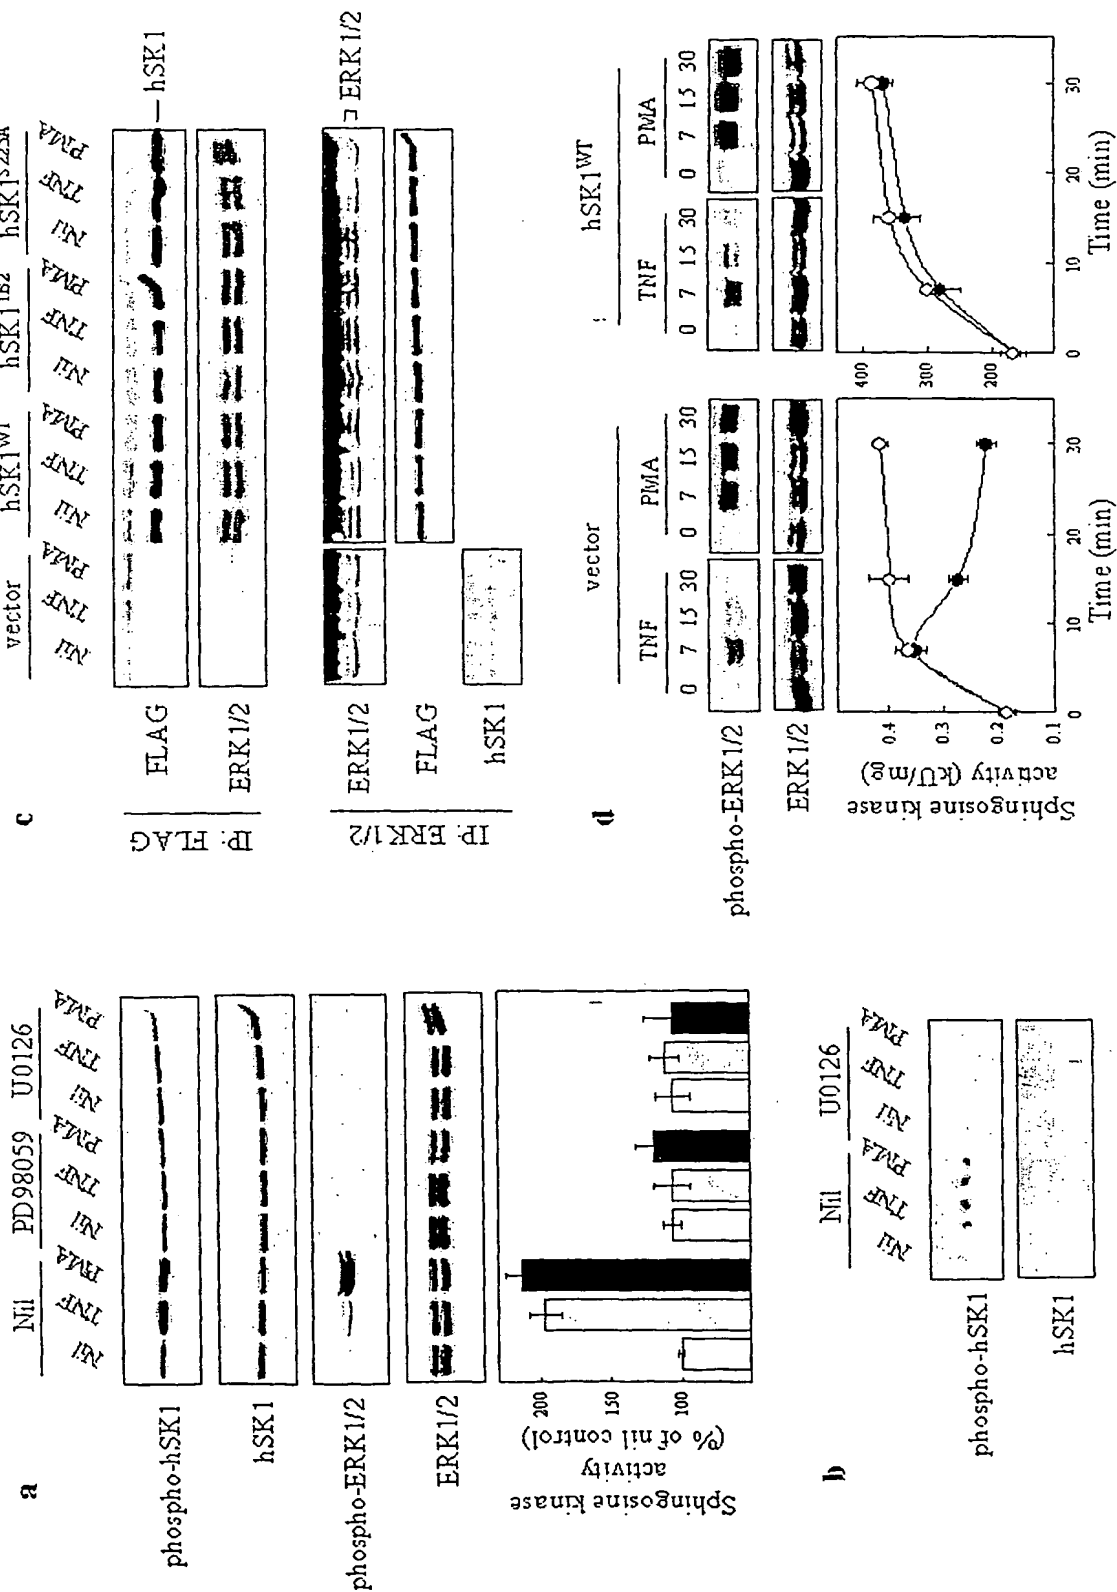 a
Nil PD98059 U0126
Nil TNF PMA Nil TNF PMA Nil TNF PMA
phospho-hSK1
hSK1
phospho-ERK1/2
ERK1/2
Sphingosine kinase
activity
(% of nil control)
200
100
b
Nil U0126
Nil TNF PMA Nil TNF PMA
phospho-hSK1
hSK1
c
vector hSK1WT hSK1S225A
Nil TNF PMA Nil TNF PMA Nil TNF PMA Nil TNF PMA
IP: FLAG
FLAG
hSK1
ERK1/2
IP: ERK1/2
ERK1/2
ERK1/2
FLAG
hSK1
d
vector hSK1WT
TNF PMA TNF PMA
0 7 15 30 0 7 15 30 0 7 15 30 0 7 15 30
phospho-ERK1/2
ERK1/2
Sphingosine kinase
activity (kU/mg)
0.4
0.3
0.2
0.1
0 10 20 30
Time (min)
400
300
200
0 10 20 30
Time (min)